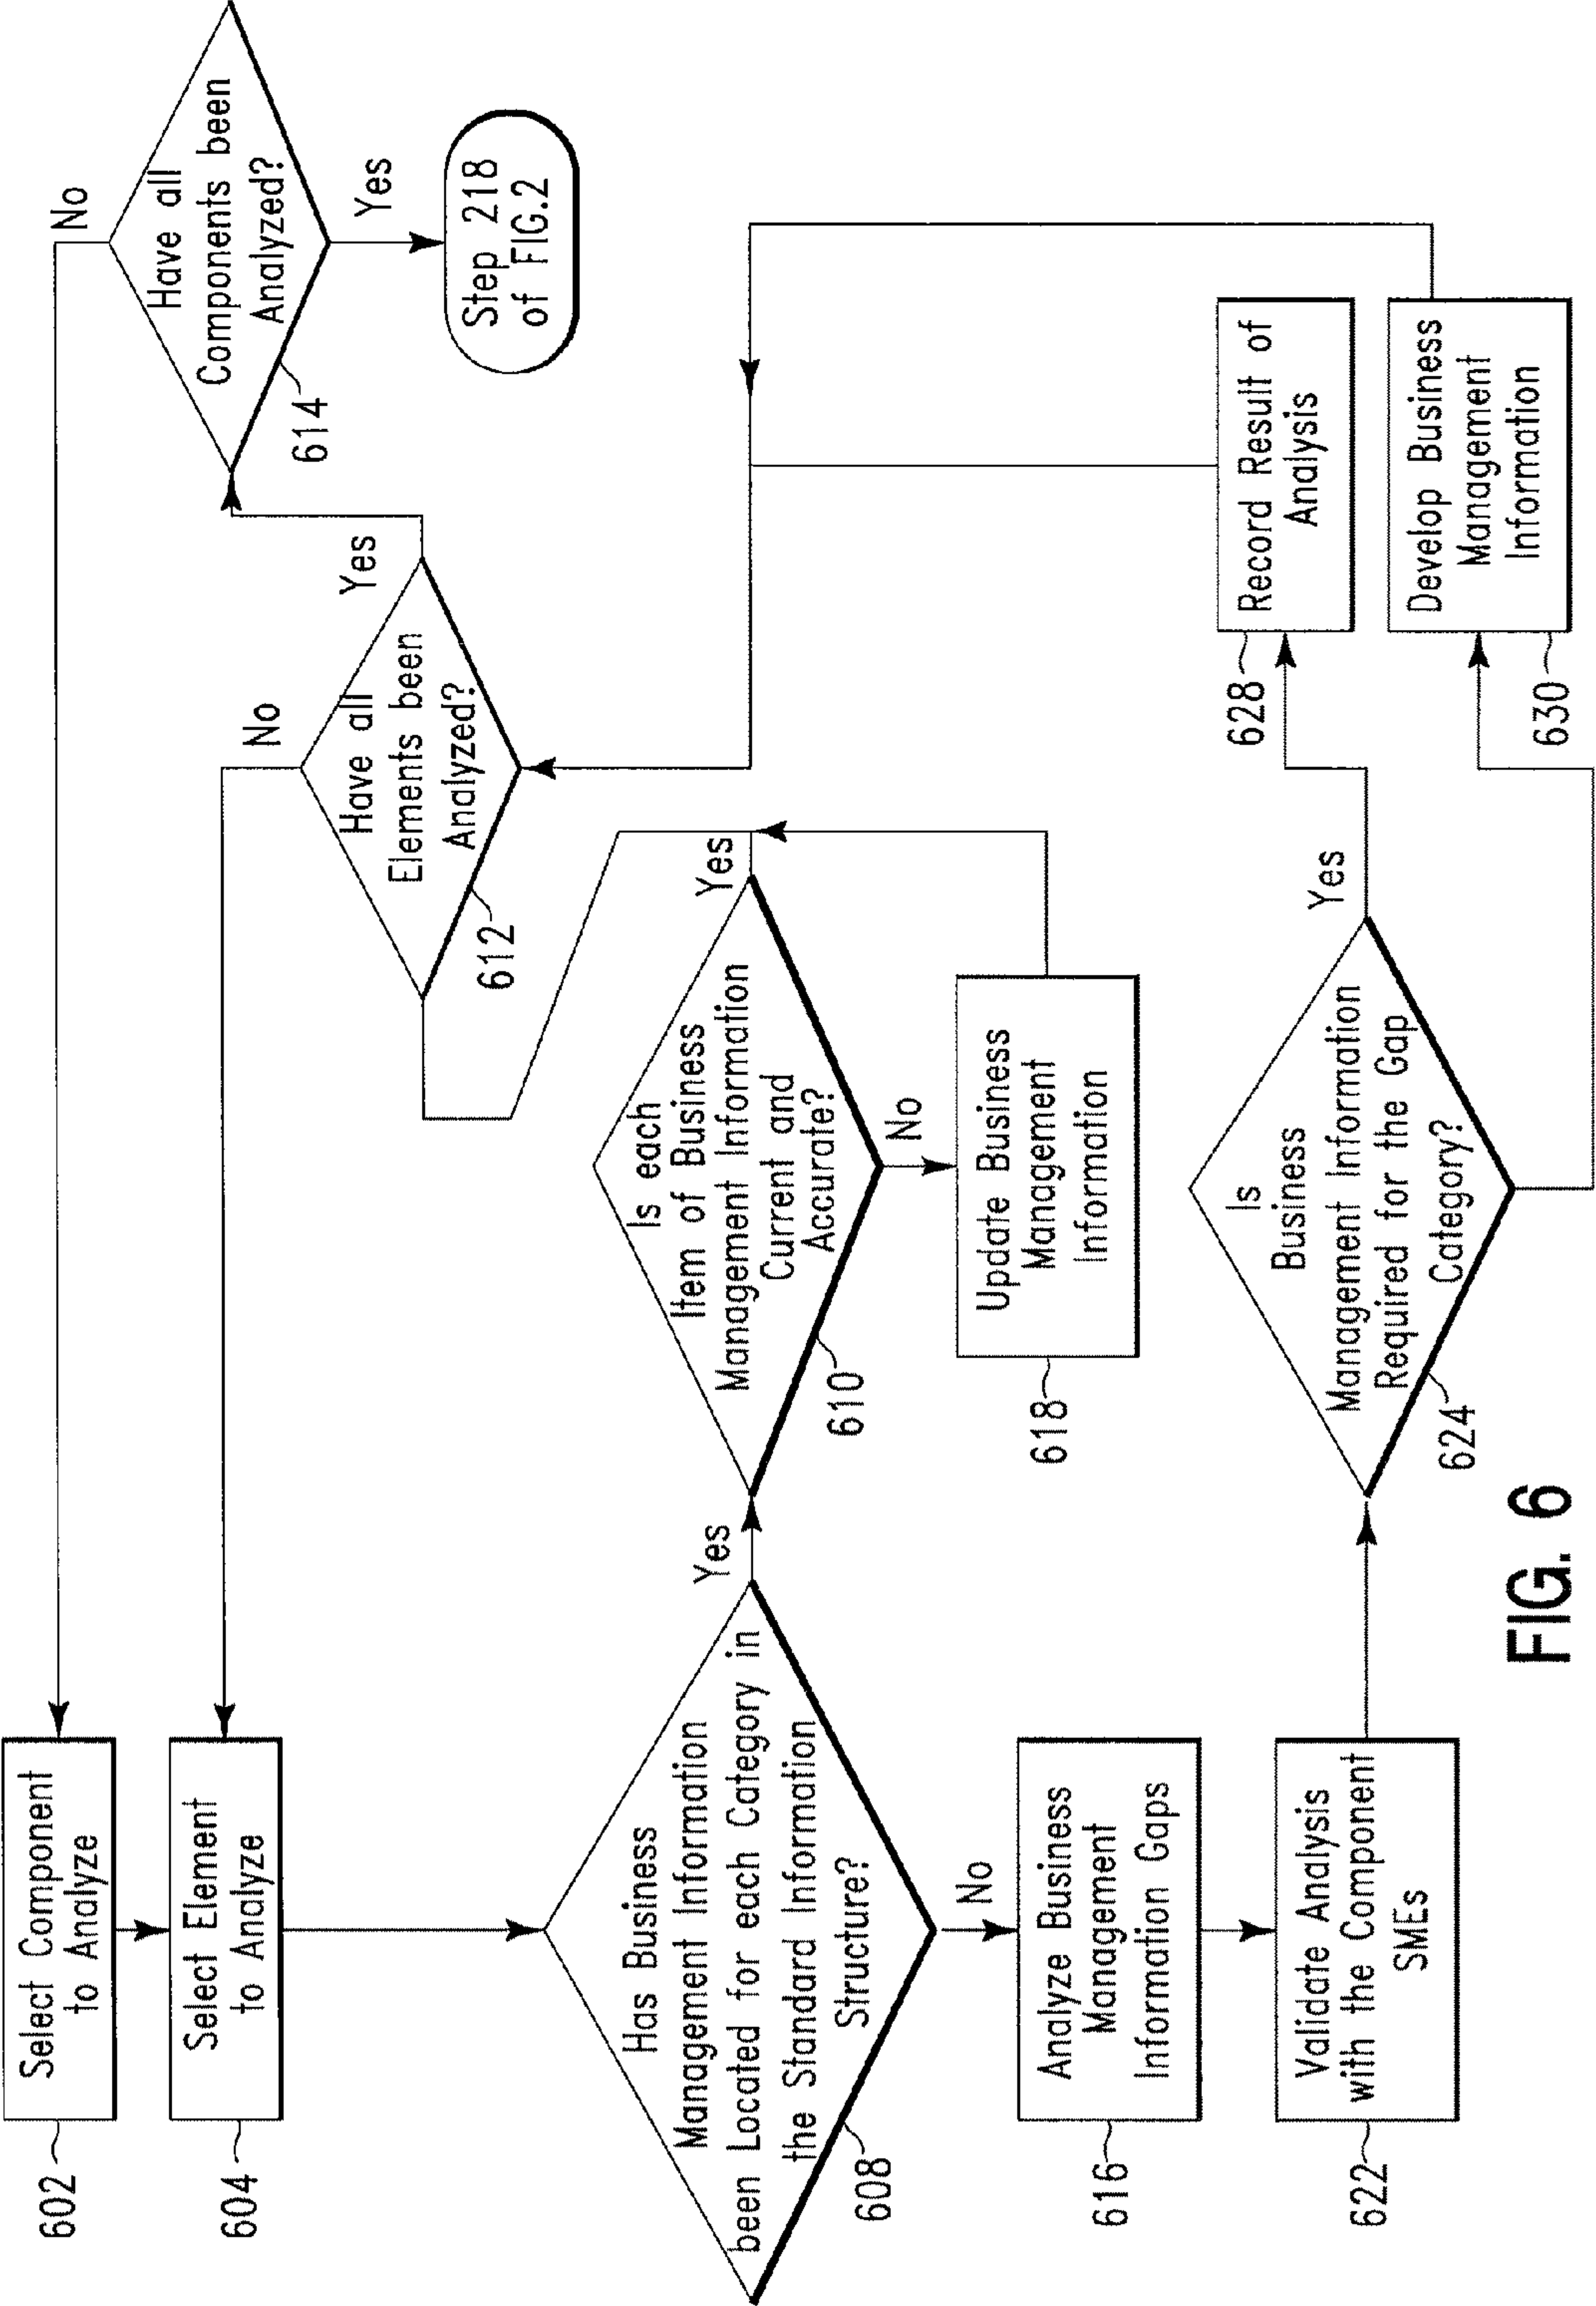 602
Select Component
to Analyze
604
Select Element
to Analyze
Has Business
Management Information
been Located for each Category in
the Standard Information
Structure?
608
Yes
No
Is each
Item of Business
Management Information
Current and
Accurate?
610
Yes
No
Update Business
Management
Information
618
Have all
Elements been
Analyzed?
612
No
Yes
Have all
Components been
Analyzed?
614
No
Yes
Step 218
of FIG.2
616
Analyze Business
Management
Information Gaps
622
Validate Analysis
with the Component
SMEs
Is
Business
Management Information
Required for the Gap
Category?
624
Yes
628
Record Result of
Analysis
630
Develop Business
Management
Information
FIG. 6